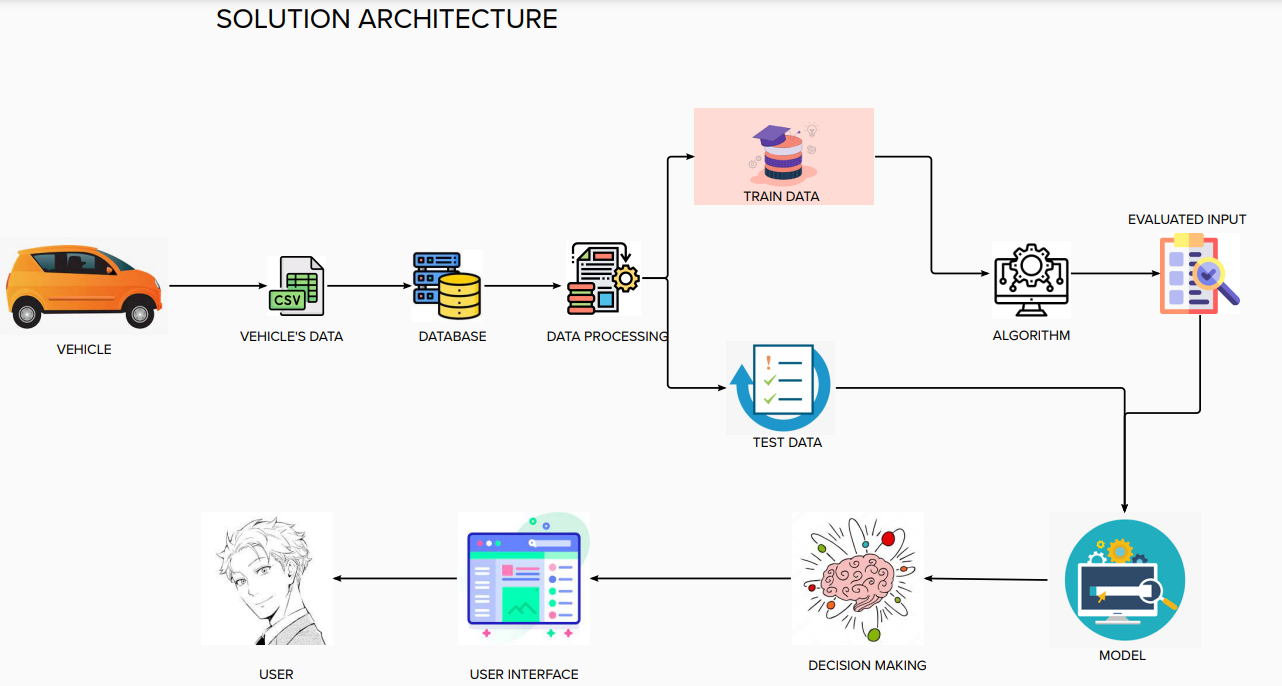 SOLUTION ARCHITECTURE
TRAIN DATA
EVALUATED INPUT
CSV
VEHICLE
VEHICLE'S DATA
DATABASE
DATA PROCESSING
ALGORITHM
TEST DATA
USER
USER INTERFACE
DECISION MAKING
MODEL